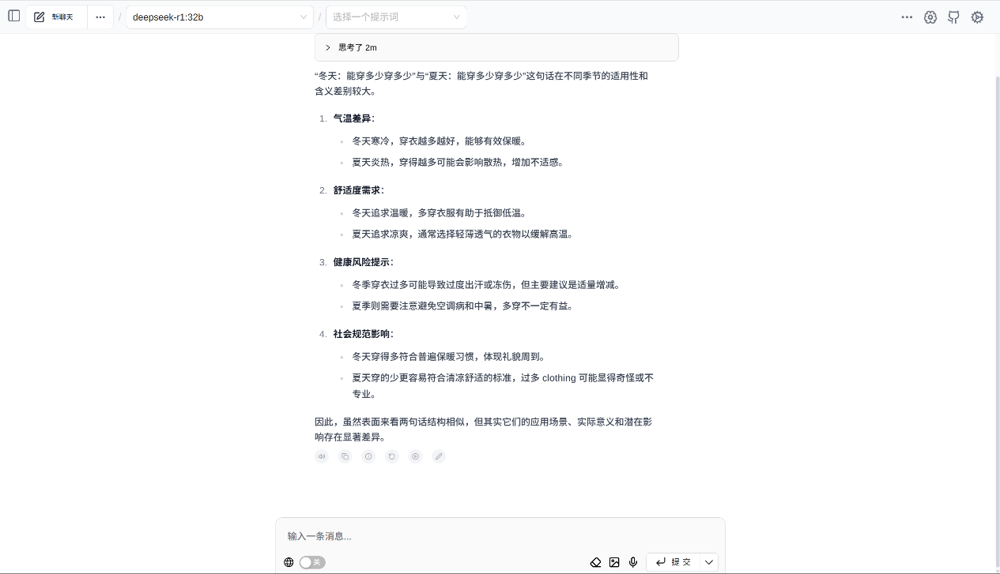 新聊天 / deepseek-r1:32b / 选择一个提示词
思考了 2m
“冬天：能穿多少穿多少”与“夏天：能穿多少穿多少”这句话在不同季节的适用性和
含义差别较大。
1. 气温差异：
冬天寒冷，穿衣越多越好，能够有效保暖。
夏天炎热，穿得越多可能会影响散热，增加不适感。
2. 舒适度需求：
冬天追求温暖，多穿衣服有助于抵御低温。
夏天追求凉爽，通常选择轻薄透气的衣物以缓解高温。
3. 健康风险提示：
冬季穿衣过多可能导致过度出汗或冻伤，但主要建议是适量增减。
夏季则需要注意避免空调病和中暑，多穿不一定有益。
4. 社会规范影响：
冬天穿得多符合普遍保暖习惯，体现礼貌周到。
夏天穿的少更容易符合清凉舒适的标准，过多 clothing 可能显得奇怪或不
专业。
因此，虽然表面来看两句话结构相似，但其实它们的应用场景、实际意义和潜在影
响存在显著差异。
输入一条消息...
关 提 交